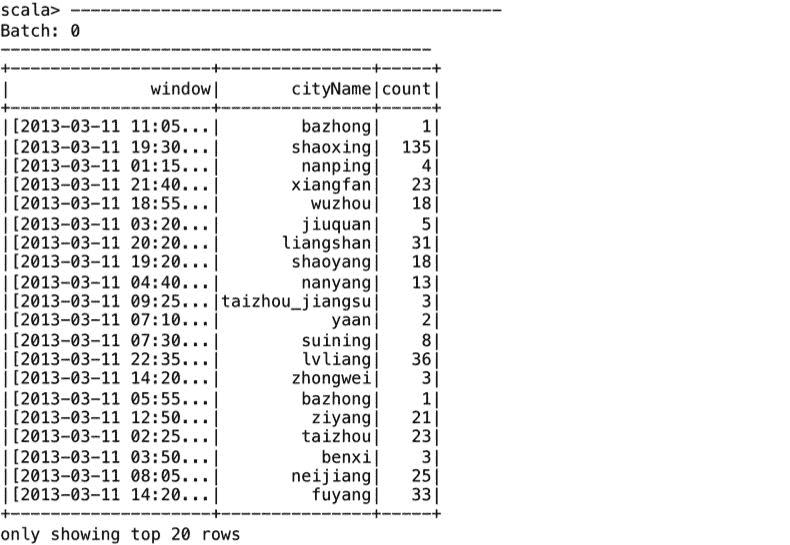 scala> -------------------------------------------
Batch: 0
-------------------------------------------
+--------------------+---------------+-----+
|              window|       cityName|count|
+--------------------+---------------+-----+
|[2013-03-11 11:05...|        bazhong|    1|
|[2013-03-11 19:30...|       shaoxing|  135|
|[2013-03-11 01:15...|        nanping|    4|
|[2013-03-11 21:40...|       xiangfan|   23|
|[2013-03-11 18:55...|         wuzhou|   18|
|[2013-03-11 03:20...|        jiuquan|    5|
|[2013-03-11 20:20...|      liangshan|   31|
|[2013-03-11 19:20...|       shaoyang|   18|
|[2013-03-11 04:40...|        nanyang|   13|
|[2013-03-11 09:25...|taizhou_jiangsu|    3|
|[2013-03-11 07:10...|           yaan|    2|
|[2013-03-11 07:30...|        suining|    8|
|[2013-03-11 22:35...|        lvliang|   36|
|[2013-03-11 14:20...|       zhongwei|    3|
|[2013-03-11 05:55...|        bazhong|    1|
|[2013-03-11 12:50...|         ziyang|   21|
|[2013-03-11 02:25...|        taizhou|   23|
|[2013-03-11 03:50...|          benxi|    3|
|[2013-03-11 08:05...|       neijiang|   25|
|[2013-03-11 14:20...|         fuyang|   33|
+--------------------+---------------+-----+
only showing top 20 rows